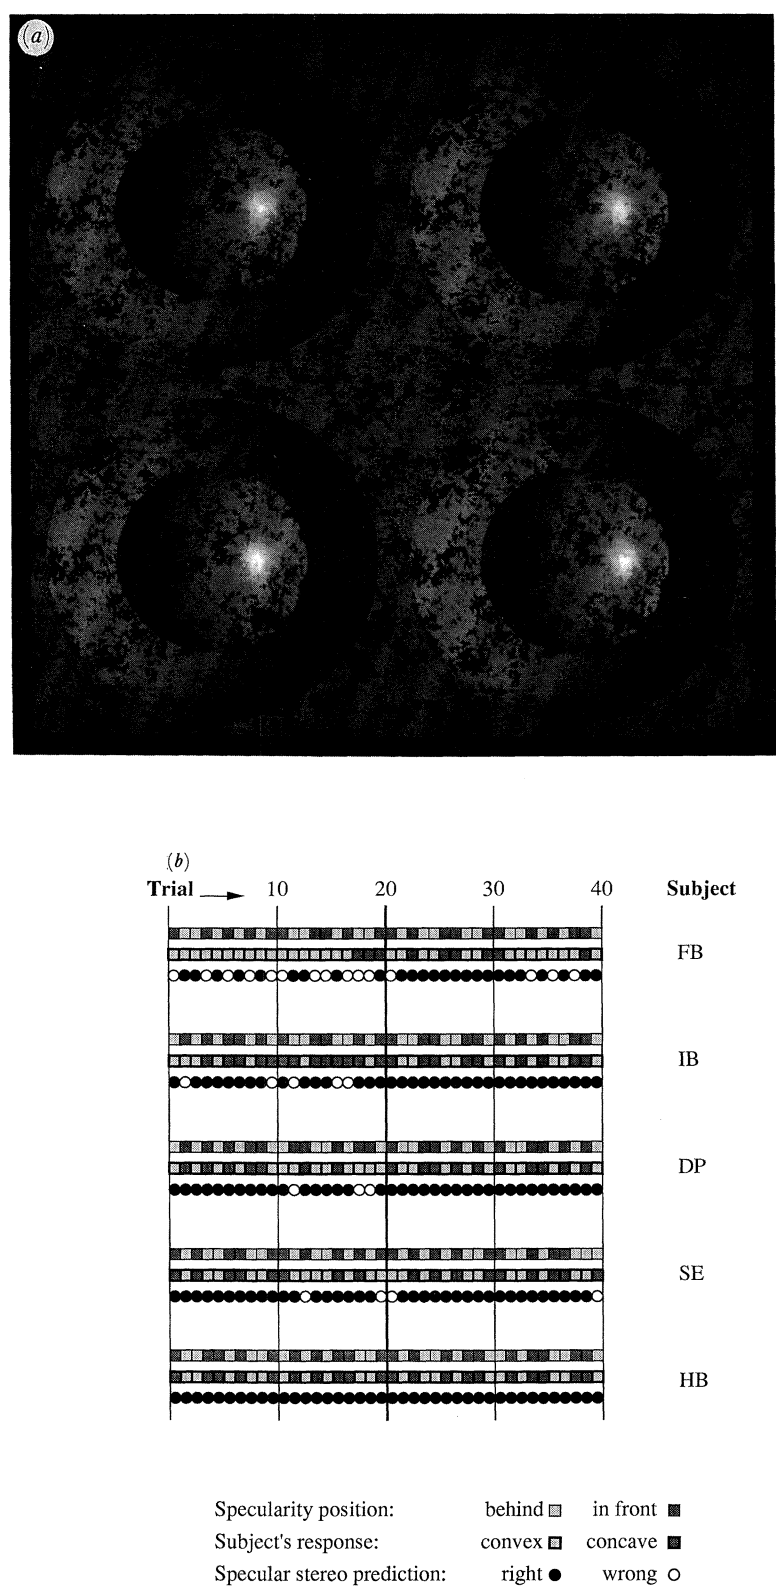 (a)
(b)
Trial 10 20 30 40 Subject
FB
IB
DP
SE
HB
Specularity position: behind in front
Subject's response: convex concave
Specular stereo prediction: right wrong